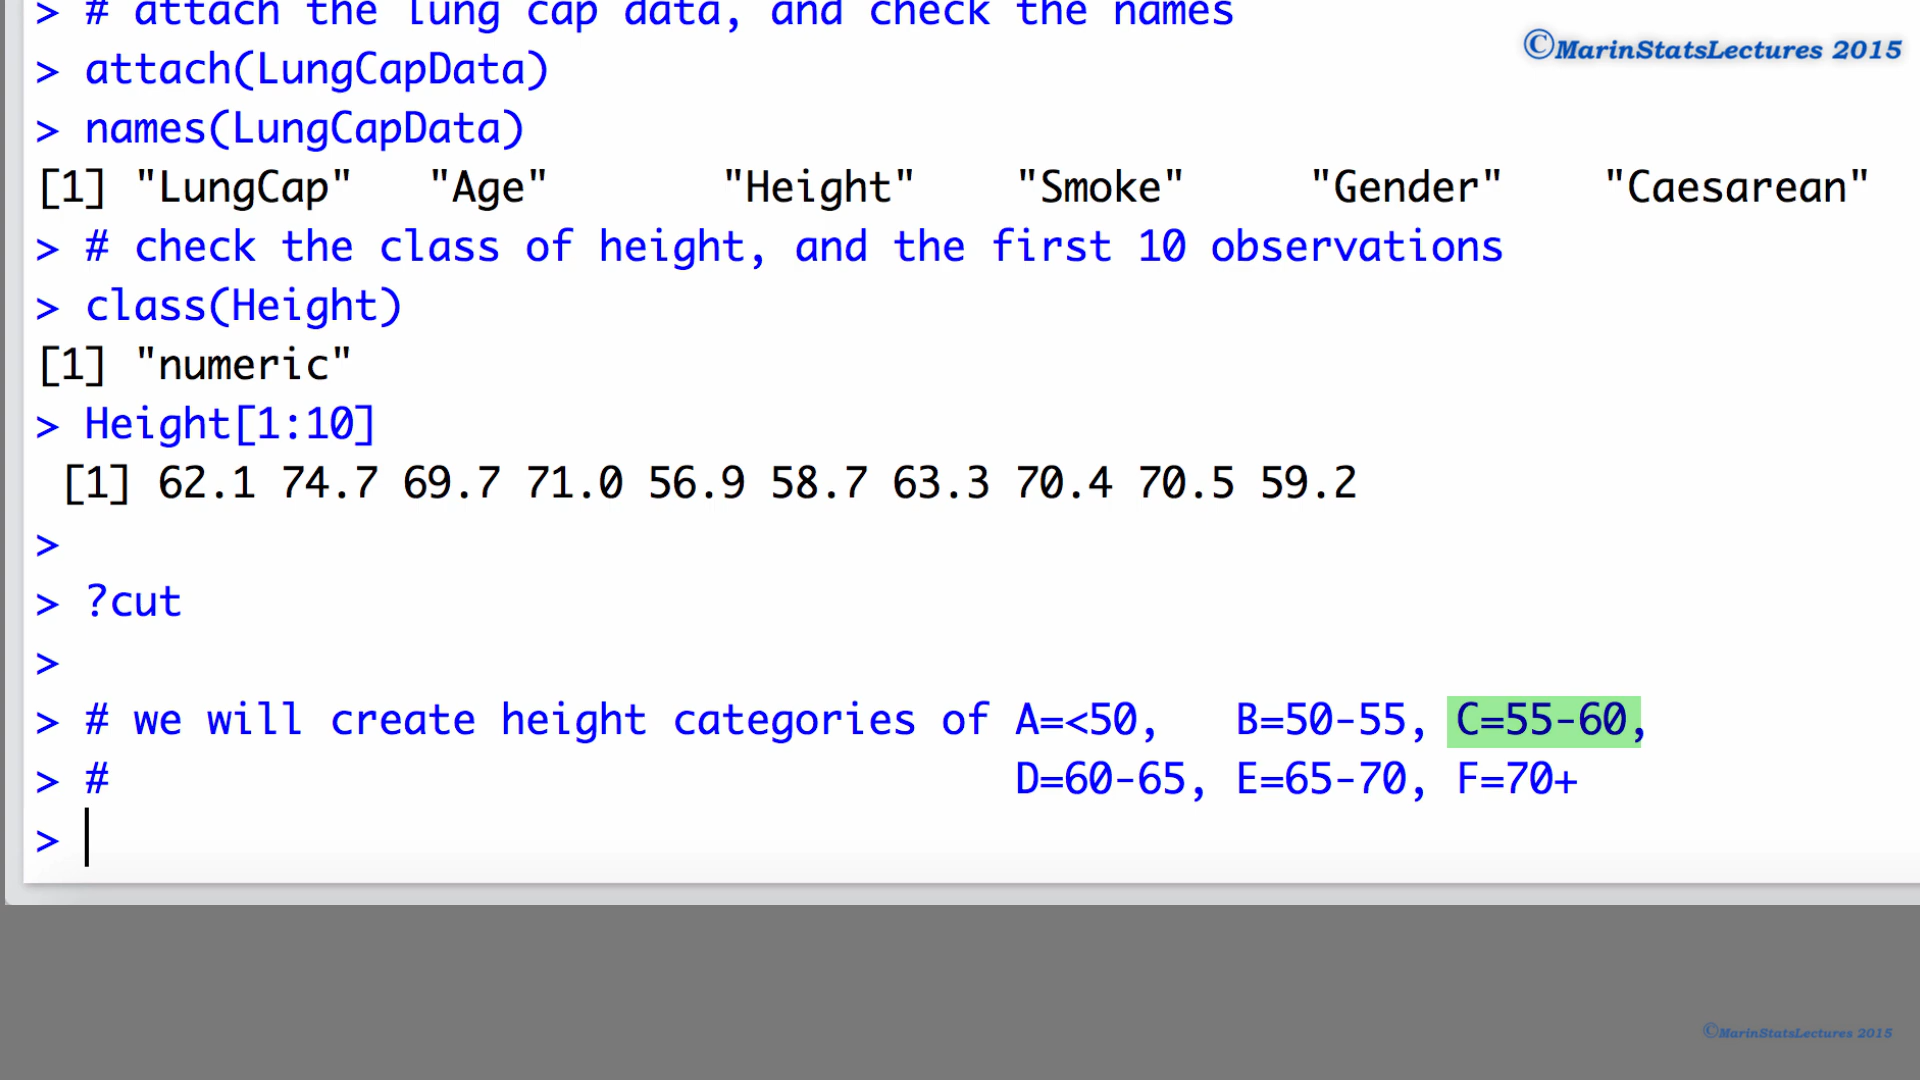 > # attach the lung cap data, and check the names
©MarinStatsLectures 2015
> attach(LungCapData)
> names(LungCapData)
[1] "LungCap"   "Age"       "Height"    "Smoke"     "Gender"    "Caesarean"
> # check the class of height, and the first 10 observations
> class(Height)
[1] "numeric"
> Height[1:10]
 [1] 62.1 74.7 69.7 71.0 56.9 58.7 63.3 70.4 70.5 59.2
>
> ?cut
>
> # we will create height categories of A=<50,   B=50-55, C=55-60,
> #                                     D=60-65, E=65-70, F=70+
>
©MarinStatsLectures 2015